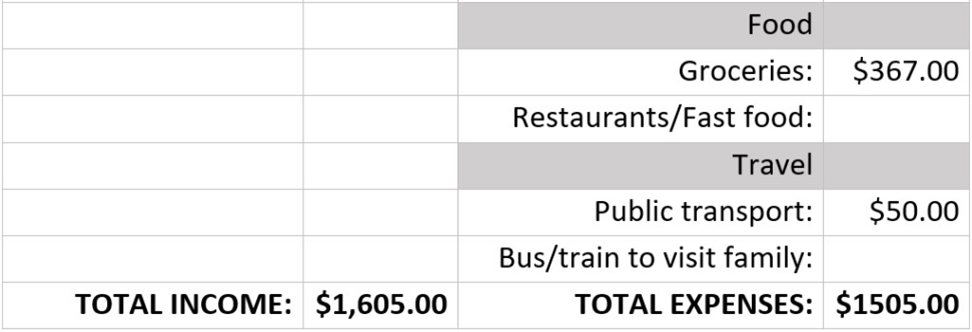 Food
Groceries: $367.00
Restaurants/Fast food:
Travel
Public transport: $50.00
Bus/train to visit family:
TOTAL INCOME: $1,605.00 TOTAL EXPENSES: $1505.00